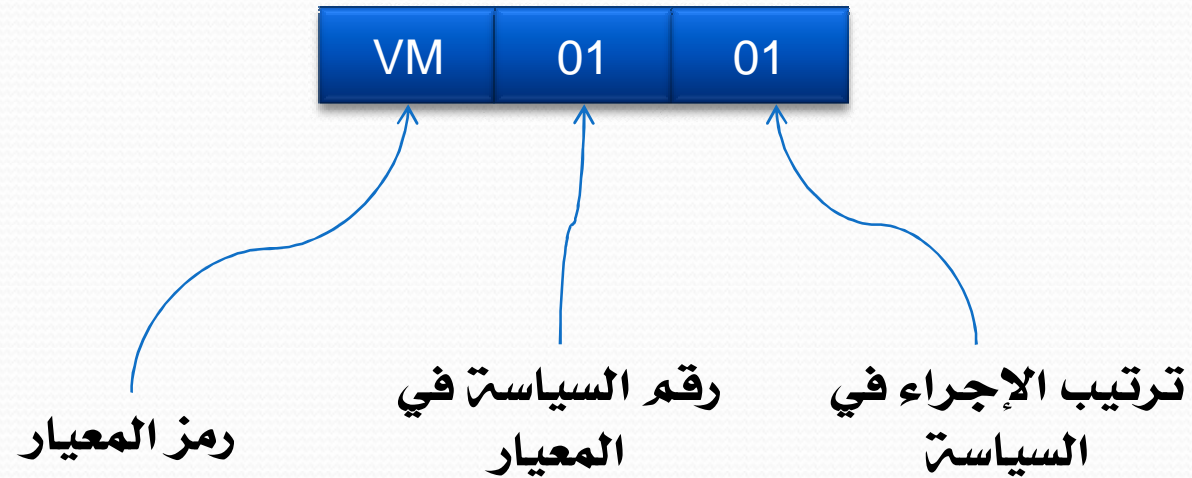 VM 01 01
ترتيب الإجراء في
السياسة
رقم السياسة في
المعيار
رمز المعيار